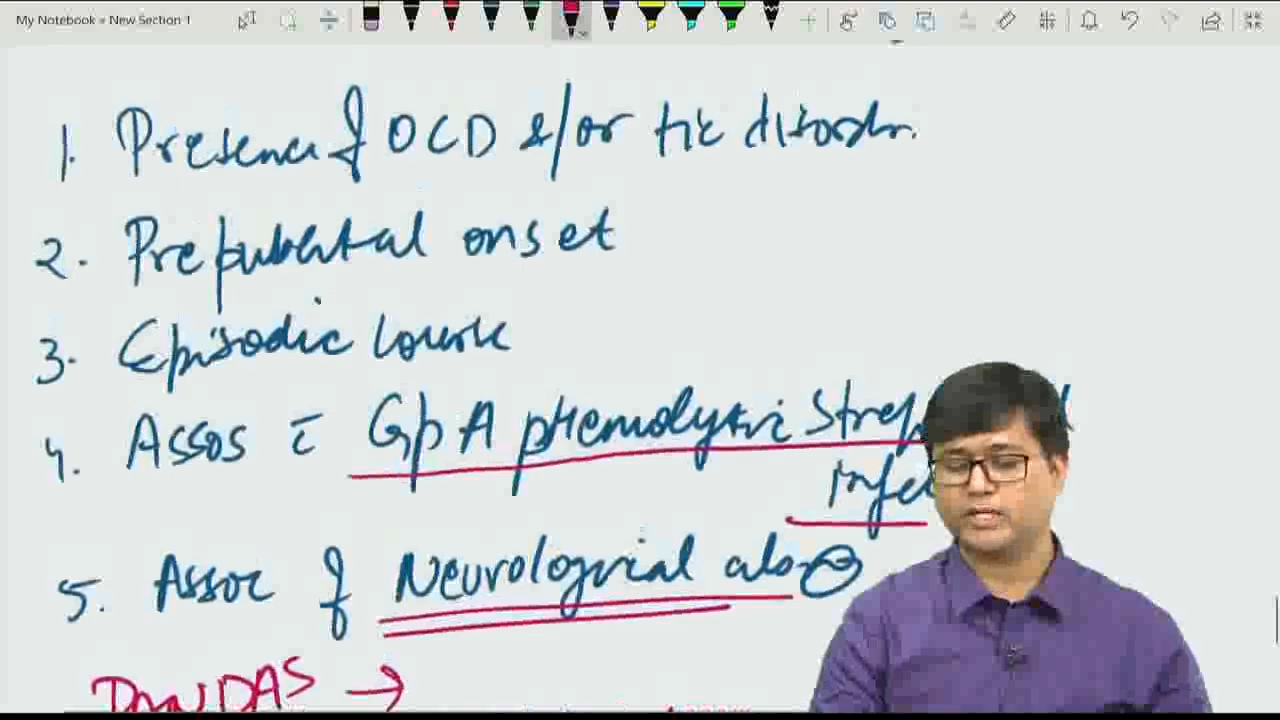 My Notebook » New Section 1
1. Presence of OCD &/or tic disorder.
2. Prepubertal onset
3. Episodic course
4. Assos c Gp A β Hemolytic Strep
infe
5. Assoc of Neurological
PANDAS →